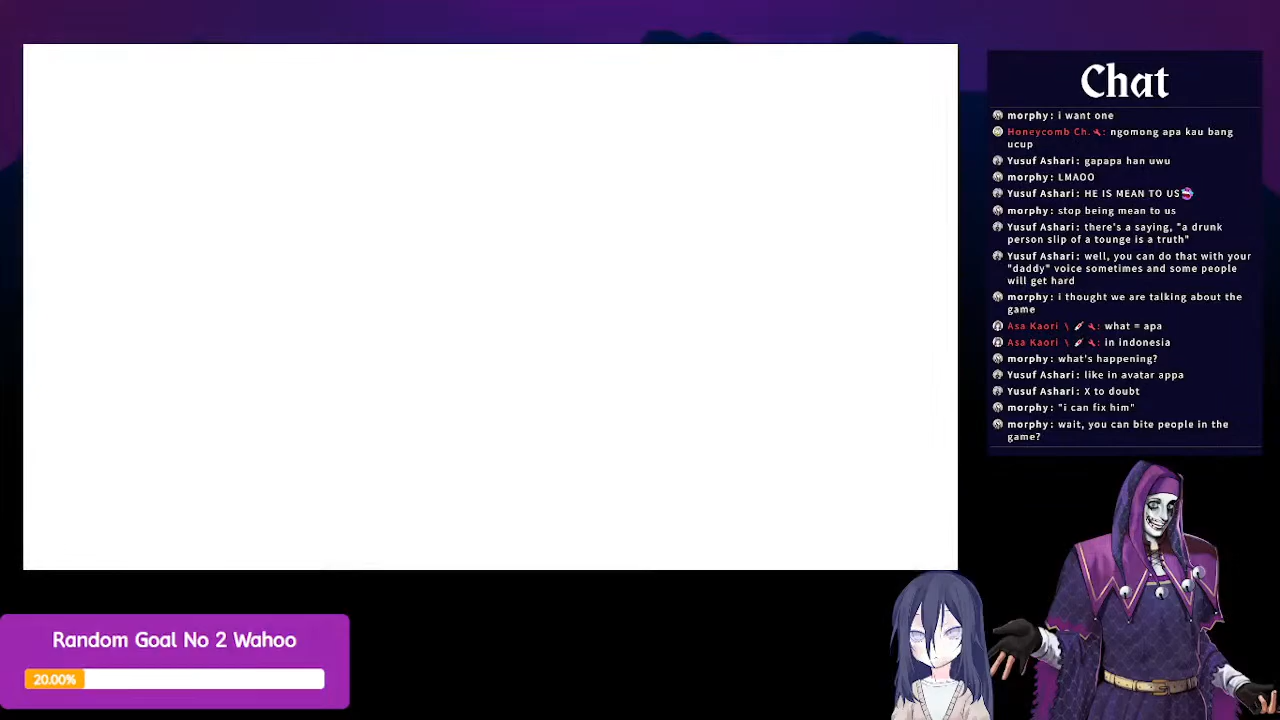 Chat
morphy: i want one
Honeycomb Ch.: ngomong apa kau bang
ucup
Yusuf Ashari: gapapa han uwu
morphy: LMAOO
Yusuf Ashari: HE IS MEAN TO US
morphy: stop being mean to us
Yusuf Ashari: there's a saying, "a drunk
person slip of a tounge is a truth"
Yusuf Ashari: well, you can do that with your
"daddy" voice sometimes and some people
will get hard
morphy: i thought we are talking about the
game
Asa Kaori \ : what = apa
Asa Kaori \ : in indonesia
morphy: what's happening?
Yusuf Ashari: like in avatar appa
Yusuf Ashari: X to doubt
morphy: "i can fix him"
morphy: wait, you can bite people in the
game?
Random Goal No 2 Wahoo
20.00%